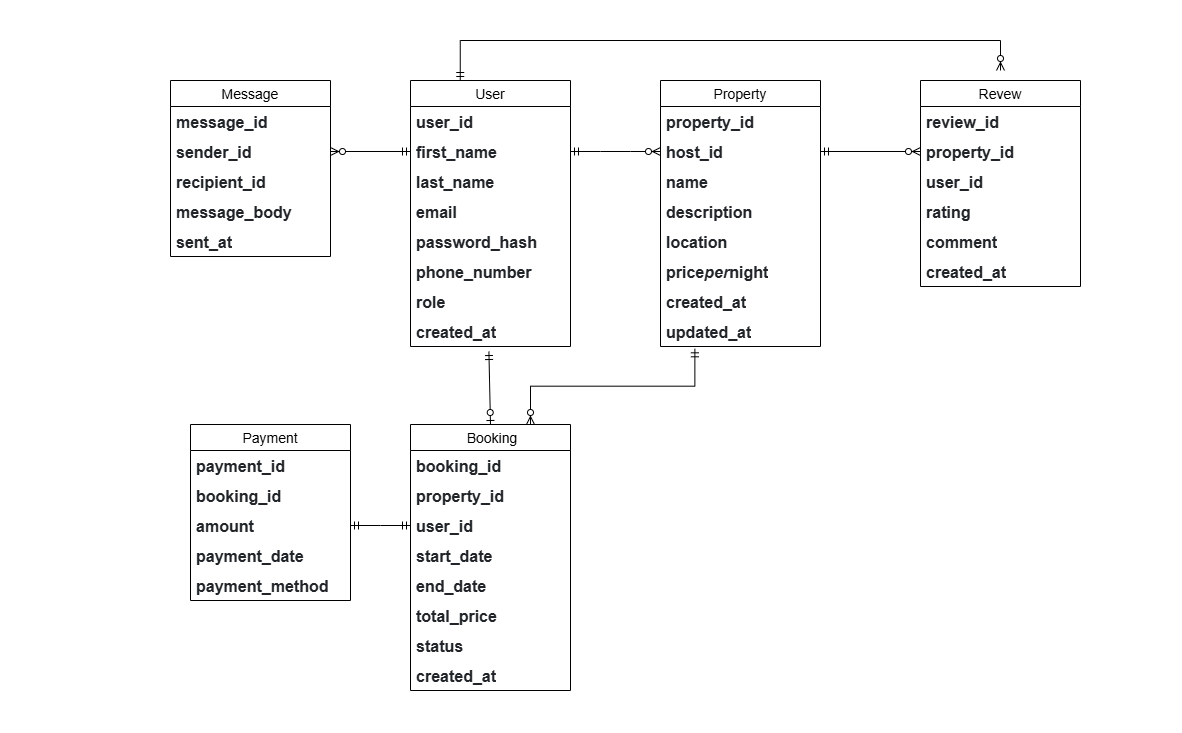 Message
message_id
sender_id
recipient_id
message_body
sent_at
User
user_id
first_name
last_name
email
password_hash
phone_number
role
created_at
Property
property_id
host_id
name
description
location
pricepernight
created_at
updated_at
Revew
review_id
property_id
user_id
rating
comment
created_at
Payment
payment_id
booking_id
amount
payment_date
payment_method
Booking
booking_id
property_id
user_id
start_date
end_date
total_price
status
created_at